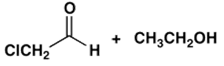 O
ClCH₂ H + CH₃CH₂OH